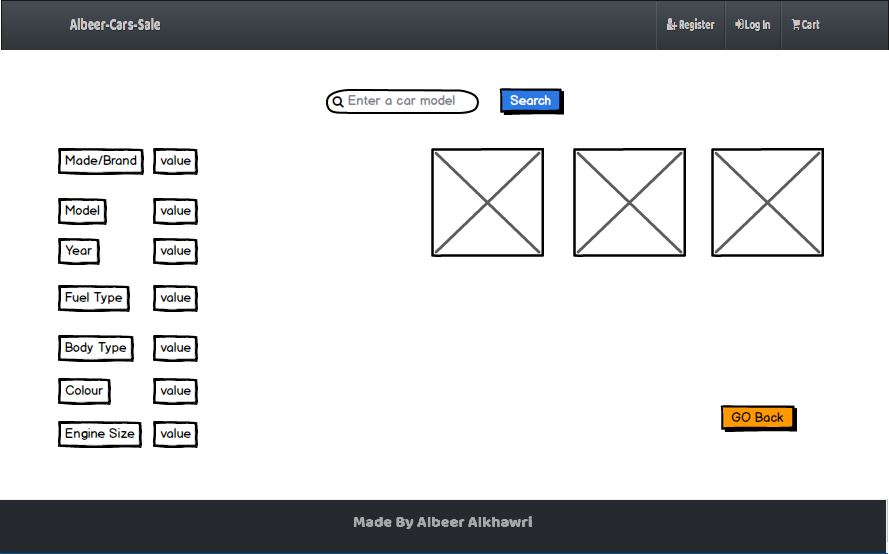 Albeer-Cars-Sale Register Log In Cart
Enter a car model Search
Made/Brand value
Model value
Year value
Fuel Type value
Body Type value
Colour value
GO Back
Engine Size value
Made By Albeer Alkhawri